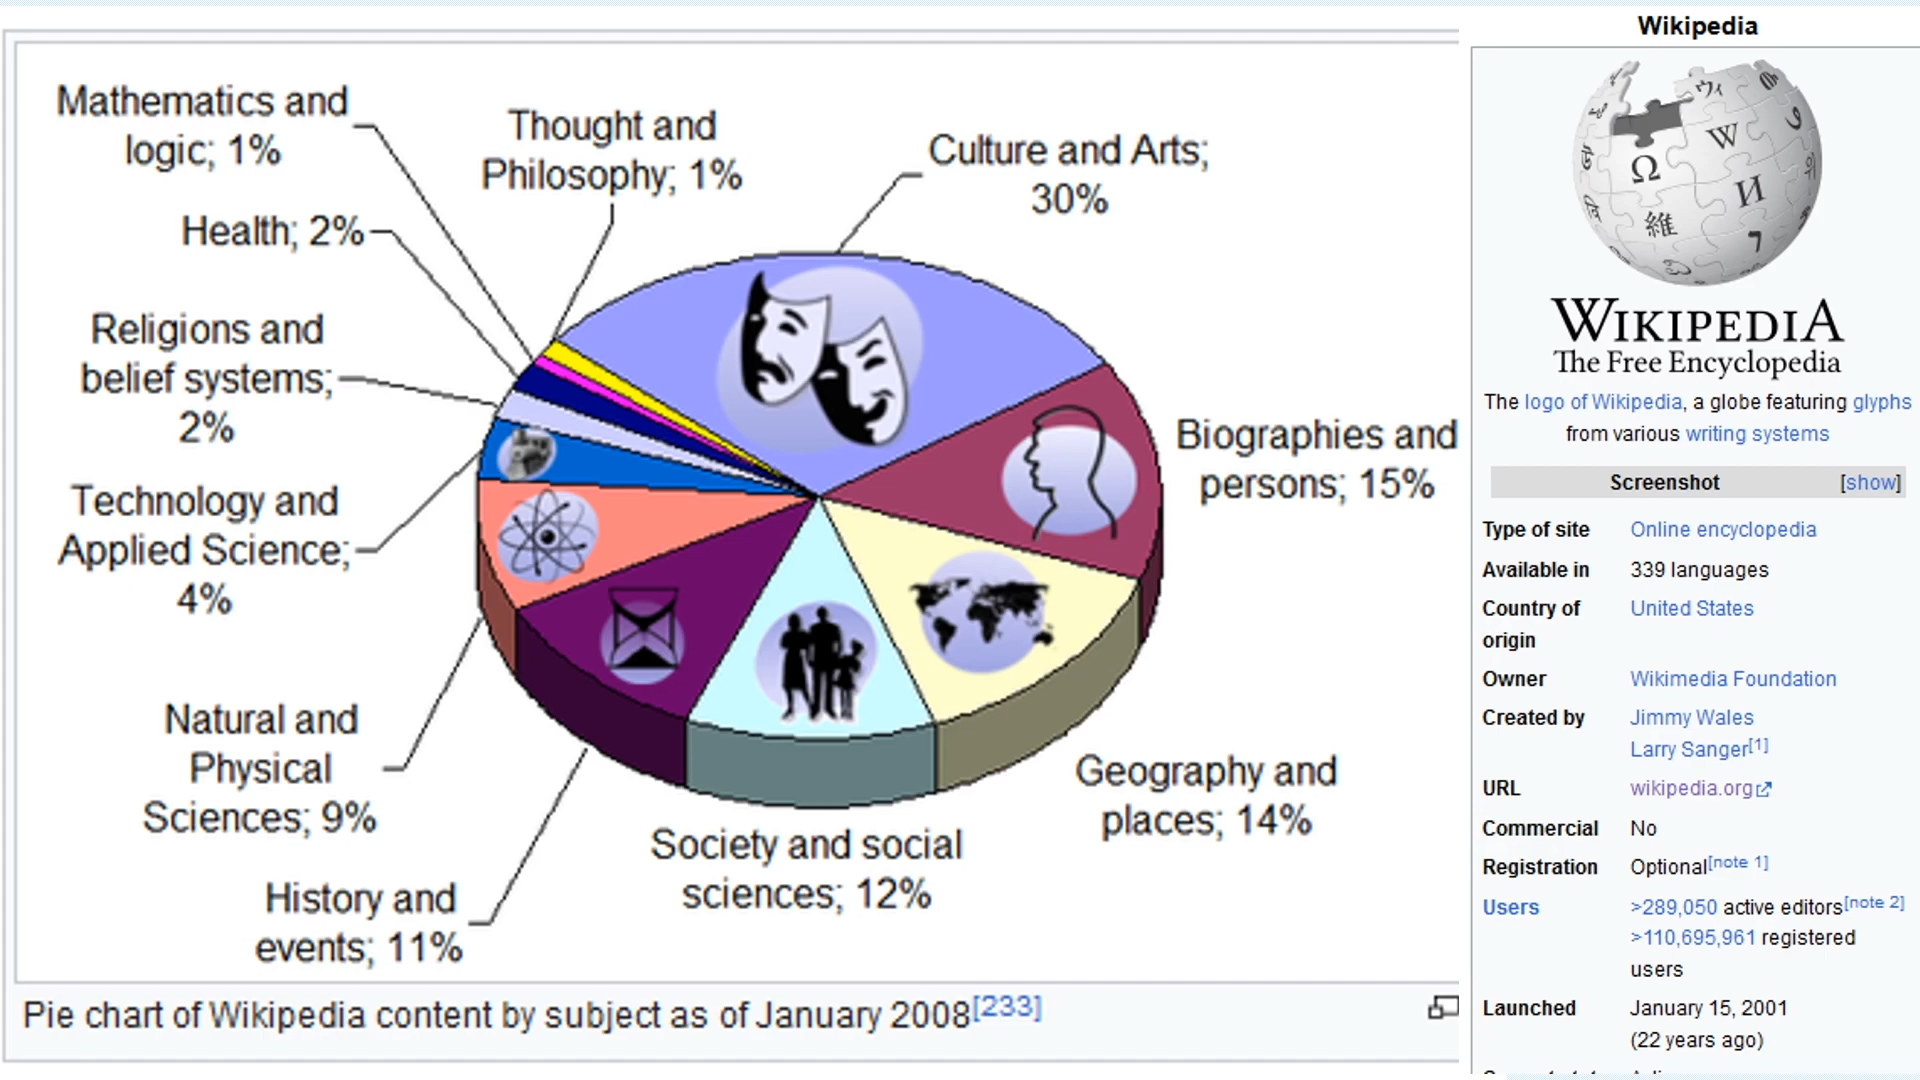 Mathematics and
logic; 1%
Thought and
Philosophy; 1%
Culture and Arts;
30%
Health; 2%
Religions and
belief systems;
2%
Biographies and
persons; 15%
Technology and
Applied Science;
4%
Natural and
Physical
Sciences; 9%
Geography and
places; 14%
Society and social
sciences; 12%
History and
events; 11%
Pie chart of Wikipedia content by subject as of January 2008[233]
Wikipedia
ウィ
W
Ω
И
維
WIKIPEDIA
The Free Encyclopedia
The logo of Wikipedia, a globe featuring glyphs
from various writing systems
Screenshot [show]
Type of site Online encyclopedia
Available in 339 languages
Country of origin United States
Owner Wikimedia Foundation
Created by Jimmy Wales
Larry Sanger[1]
URL wikipedia.org
Commercial No
Registration Optional[note 1]
Users >289,050 active editors[note 2]
>110,695,961 registered
users
Launched January 15, 2001
(22 years ago)